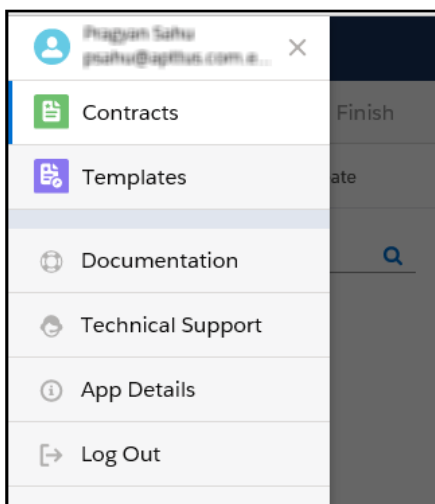 Contracts
Finish
Templates
ate
Documentation
Technical Support
App Details
Log Out